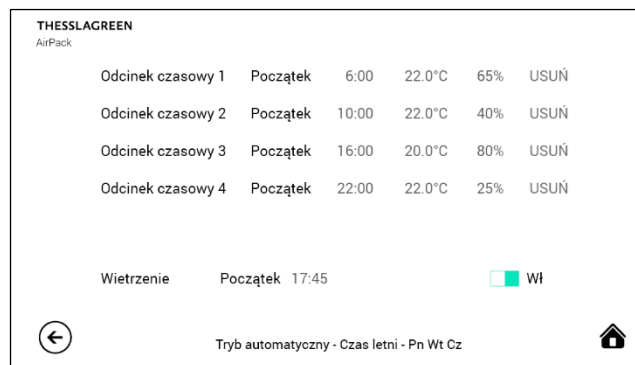 THESSLAGREEN
AirPack
Odcinek czasowy 1 Początek 6:00 22.0°C 65% USUŃ
Odcinek czasowy 2 Początek 10:00 22.0°C 40% USUŃ
Odcinek czasowy 3 Początek 16:00 20.0°C 80% USUŃ
Odcinek czasowy 4 Początek 22:00 22.0°C 25% USUŃ
Wietrzenie Początek 17:45 Wł
Tryb automatyczny - Czas letni - Pn Wt Cz